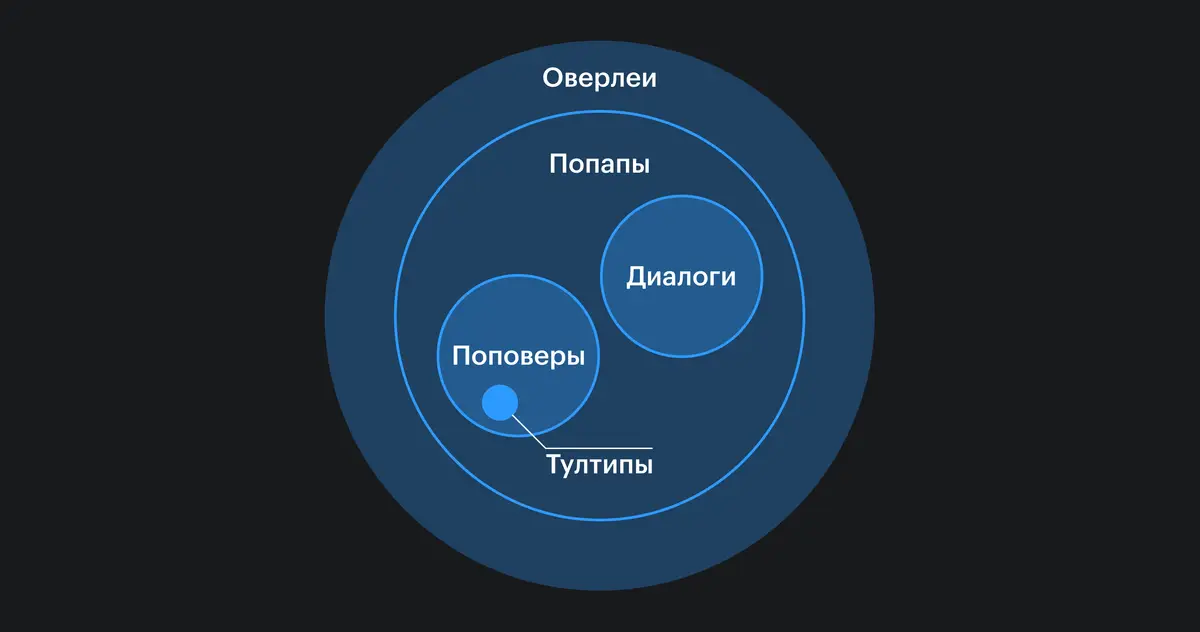 Оверлеи
Попапы
Диалоги
Поповеры
Тултипы